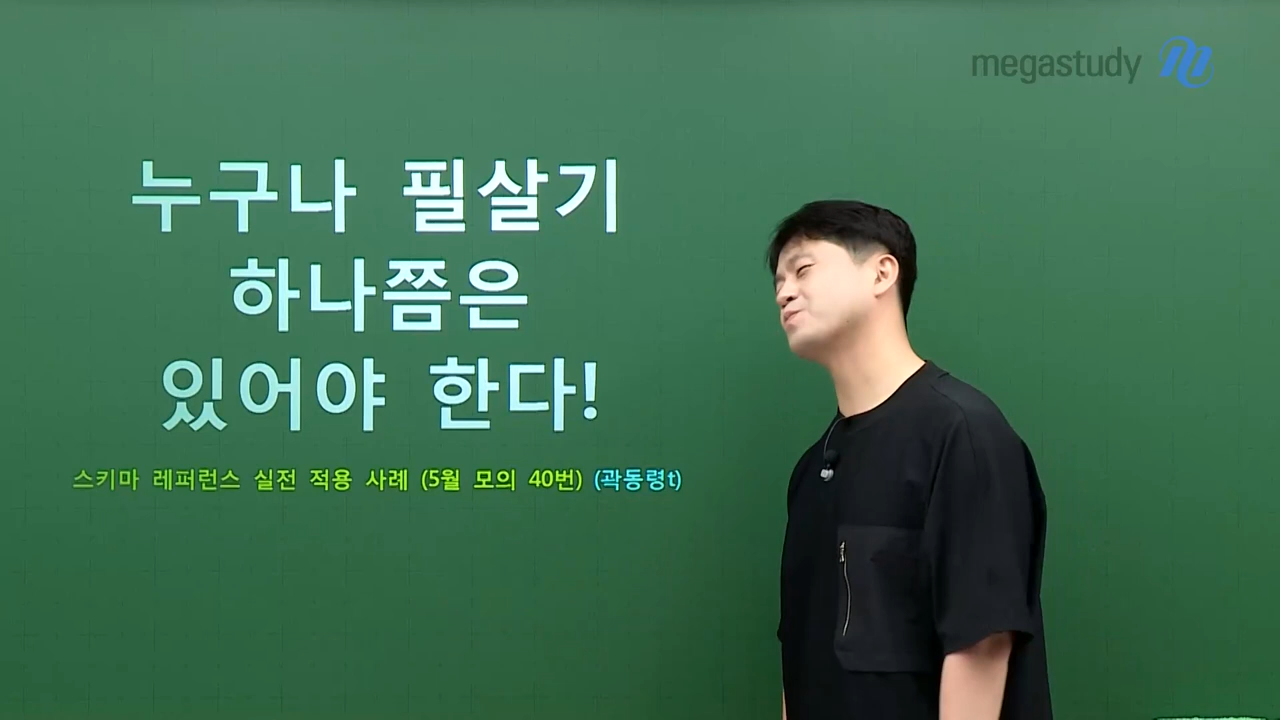 megastudy
누구나 필살기
하나쯤은
있어야 한다!
스키마 레퍼런스 실전 적용 사례 (5월 모의 40번) (곽동령t)